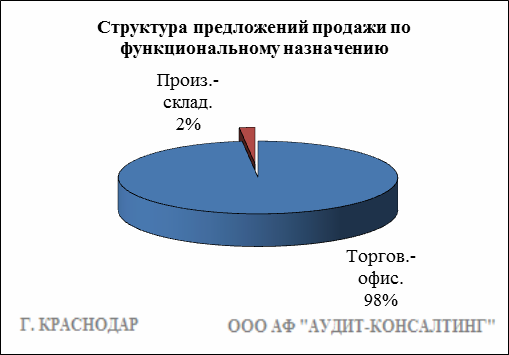 Структура предложений продажи по
функциональному назначению
Произ.-
склад.
2%
Торгов.-
офис.
98%
Г. КРАСНОДАР
ООО АФ "АУДИТ-КОНСАЛТИНГ"